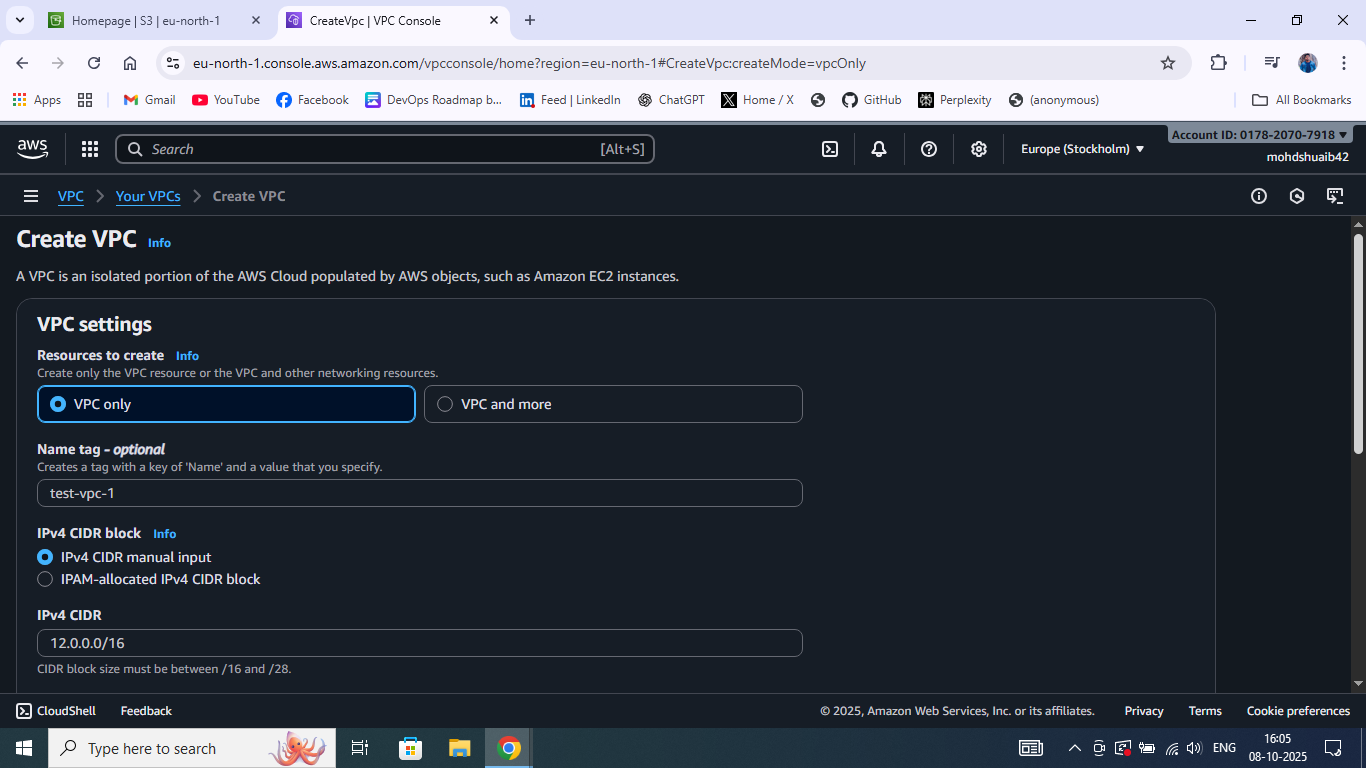 Homepage | S3 | eu-north-1
CreateVpc | VPC Console
eu-north-1.console.aws.amazon.com/vpcconsole/home?region=eu-north-1#CreateVpc:createMode=vpcOnly
Apps Gmail YouTube Facebook DevOps Roadmap b... Feed | LinkedIn ChatGPT Home / X GitHub Perplexity (anonymous) All Bookmarks
aws Search [Alt+S] Europe (Stockholm) Account ID: 0178-2070-7918
mohdshuaib42
VPC Your VPCs Create VPC
Create VPC Info
A VPC is an isolated portion of the AWS Cloud populated by AWS objects, such as Amazon EC2 instances.
VPC settings
Resources to create Info
Create only the VPC resource or the VPC and other networking resources.
VPC only VPC and more
Name tag - optional
Creates a tag with a key of 'Name' and a value that you specify.
test-vpc-1
IPv4 CIDR block Info
IPv4 CIDR manual input
IPAM-allocated IPv4 CIDR block
IPv4 CIDR
12.0.0.0/16
CIDR block size must be between /16 and /28.
CloudShell Feedback © 2025, Amazon Web Services, Inc. or its affiliates. Privacy Terms Cookie preferences
Type here to search ENG 16:05
08-10-2025